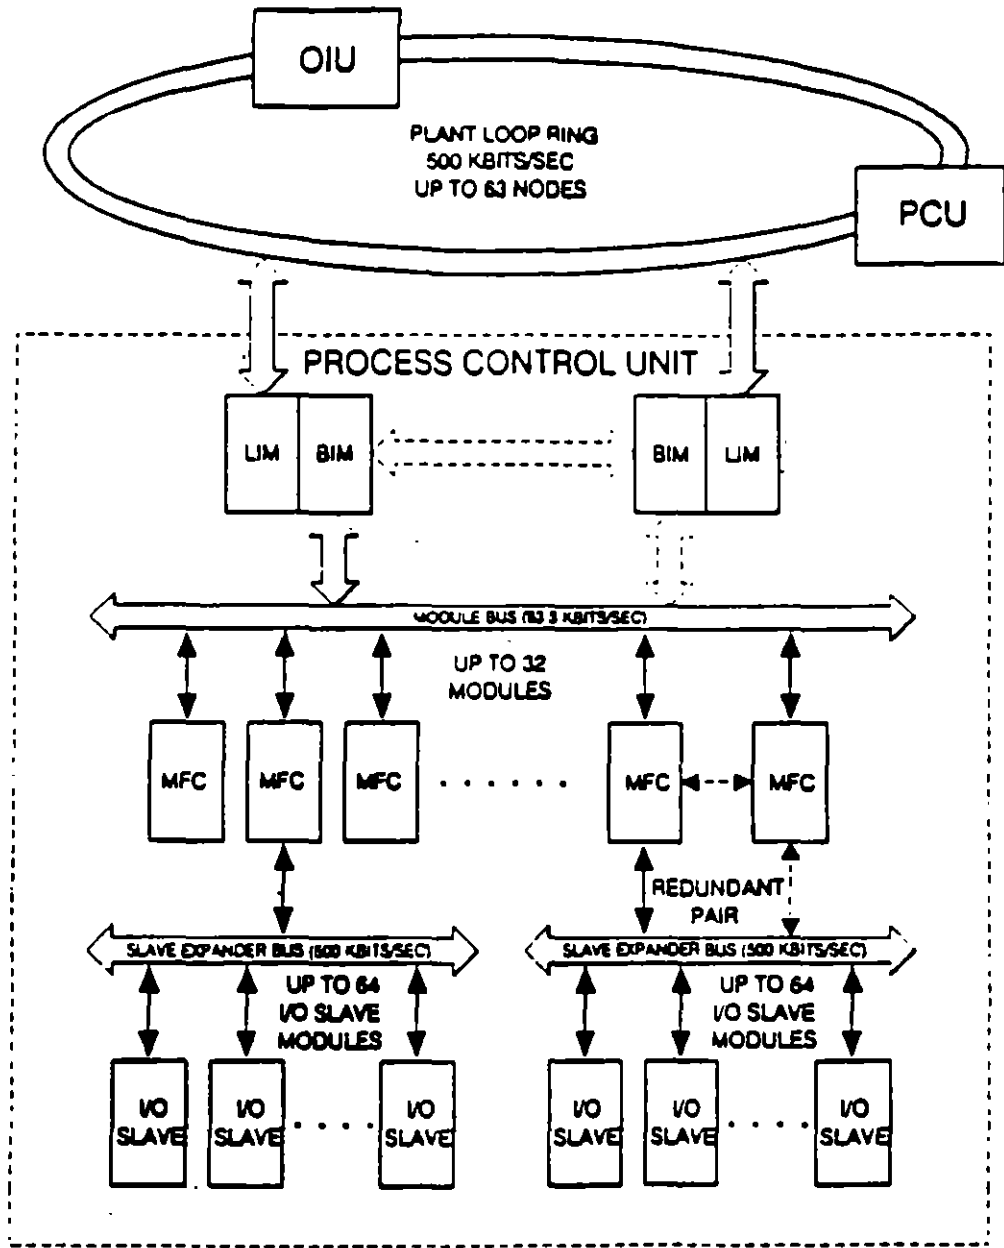 OIU
PLANT LOOP RING
500 KBITS/SEC
UP TO 63 NODES
PCU
PROCESS CONTROL UNIT
LIM BIM
BIM LIM
MODULE BUS (83.3 KBITS/SEC)
UP TO 32
MODULES
MFC MFC MFC MFC MFC
REDUNDANT
PAIR
SLAVE EXPANDER BUS (500 KBITS/SEC)
SLAVE EXPANDER BUS (500 KBITS/SEC)
UP TO 64
I/O SLAVE
MODULES
UP TO 64
I/O SLAVE
MODULES
I/O
SLAVE
I/O
SLAVE
I/O
SLAVE
I/O
SLAVE
I/O
SLAVE
I/O
SLAVE